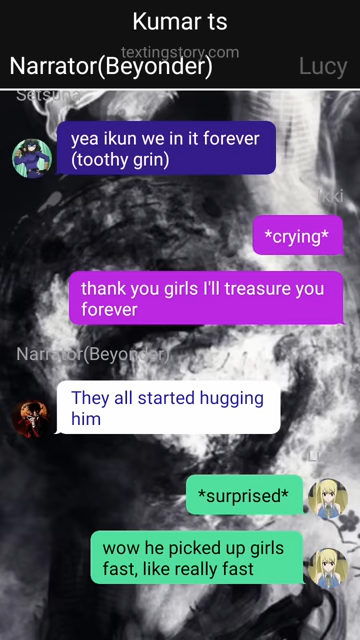 Kumar ts
textingstory.com
Narrator(Beyonder)
Lucy
yea ikun we in it forever
(toothy grin)
*crying*
thank you girls I'll treasure you
forever
Narrator(Beyonder)
They all started hugging
him
*surprised*
wow he picked up girls
fast, like really fast